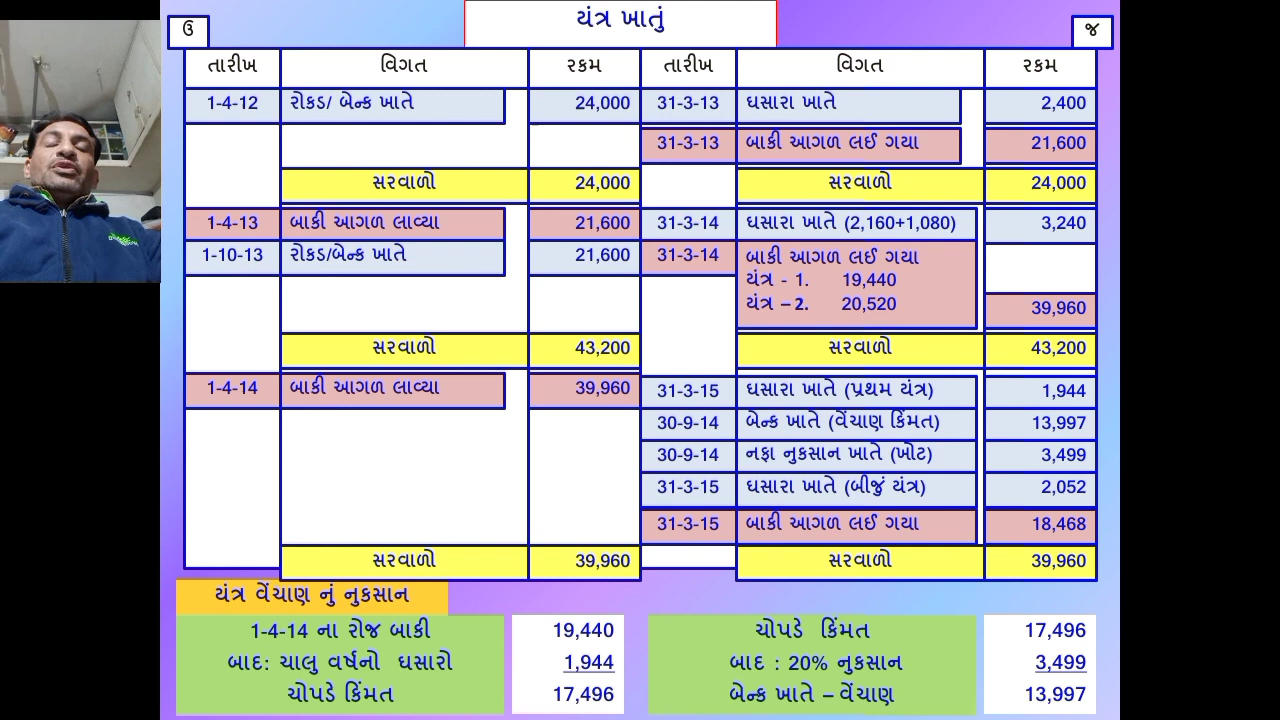 યંત્ર ખાતું
ઉ જ
તારીખ વિગત રકમ તારીખ વિગત રકમ
1-4-12 રોકડ/ બેન્ક ખાતે 24,000 31-3-13 ઘસારા ખાતે 2,400
31-3-13 બાકી આગળ લઈ ગયા 21,600
સરવાળો 24,000 સરવાળો 24,000
1-4-13 બાકી આગળ લાવ્યા 21,600 31-3-14 ઘસારા ખાતે (2,160+1,080) 3,240
1-10-13 રોકડ/બેન્ક ખાતે 21,600 31-3-14 બાકી આગળ લઈ ગયા
યંત્ર - 1. 19,440
યંત્ર – 2. 20,520 39,960
સરવાળો 43,200 સરવાળો 43,200
1-4-14 બાકી આગળ લાવ્યા 39,960 31-3-15 ઘસારા ખાતે (પ્રથમ યંત્ર) 1,944
30-9-14 બેન્ક ખાતે (વેંચાણ કિંમત) 13,997
30-9-14 નફા નુકસાન ખાતે (ખોટ) 3,499
31-3-15 ઘસારા ખાતે (બીજું યંત્ર) 2,052
31-3-15 બાકી આગળ લઈ ગયા 18,468
સરવાળો 39,960 સરવાળો 39,960
યંત્ર વેંચાણ નું નુકસાન
1-4-14 ના રોજ બાકી 19,440 ચોપડે કિંમત 17,496
બાદ: ચાલુ વર્ષનો ઘસારો 1,944 બાદ : 20% નુકસાન 3,499
ચોપડે કિંમત 17,496 બેન્ક ખાતે – વેંચાણ 13,997